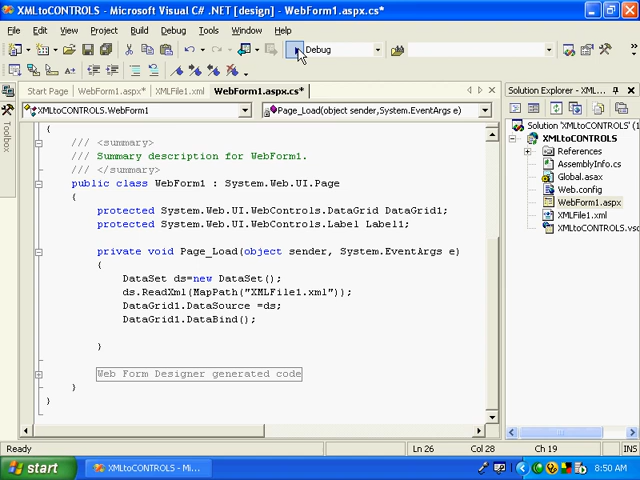 XMLtoCONTROLS - Microsoft Visual C# .NET [design] - WebForm1.aspx.cs*
File Edit View Project Build Debug Tools Window Help
Debug
Start Page WebForm1.aspx* XMLFile1.xml WebForm1.aspx.cs*
Solution Explorer - XML...
XMLtoCONTROLS.WebForm1 Page_Load(object sender,System.EventArgs e)
Toolbox
{
/// <summary>
/// Summary description for WebForm1.
/// </summary>
public class WebForm1 : System.Web.UI.Page
{
protected System.Web.UI.WebControls.DataGrid DataGrid1;
protected System.Web.UI.WebControls.Label Label1;
private void Page_Load(object sender, System.EventArgs e)
{
DataSet ds=new DataSet();
ds.ReadXml(MapPath("XMLFile1.xml"));
DataGrid1.DataSource =ds;
DataGrid1.DataBind();
}
Web Form Designer generated code
}
}
Solution 'XMLtoCONTROLS' (1
XMLtoCONTROLS
References
AssemblyInfo.cs
Global.asax
Web.config
WebForm1.aspx
XMLFile1.xml
XMLtoCONTROLS.vsd
Ready Ln 26 Col 28 Ch 19 INS
start XMLtoCONTROLS - Mi... 8:50 AM